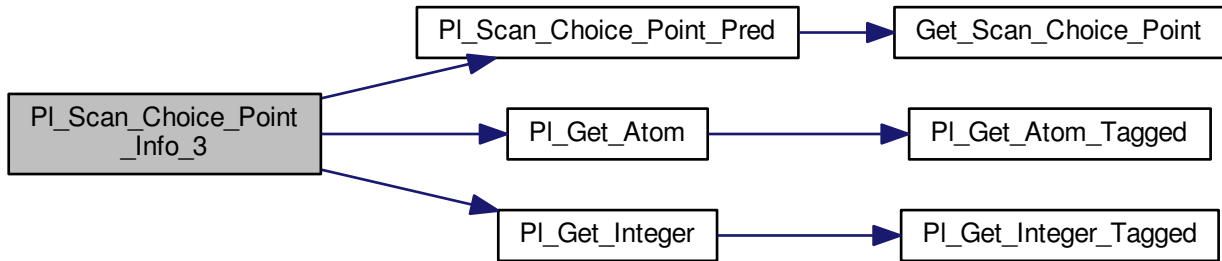 Pl_Scan_Choice_Point
_Info_3
Pl_Scan_Choice_Point_Pred
Get_Scan_Choice_Point
Pl_Get_Atom
Pl_Get_Atom_Tagged
Pl_Get_Integer
Pl_Get_Integer_Tagged